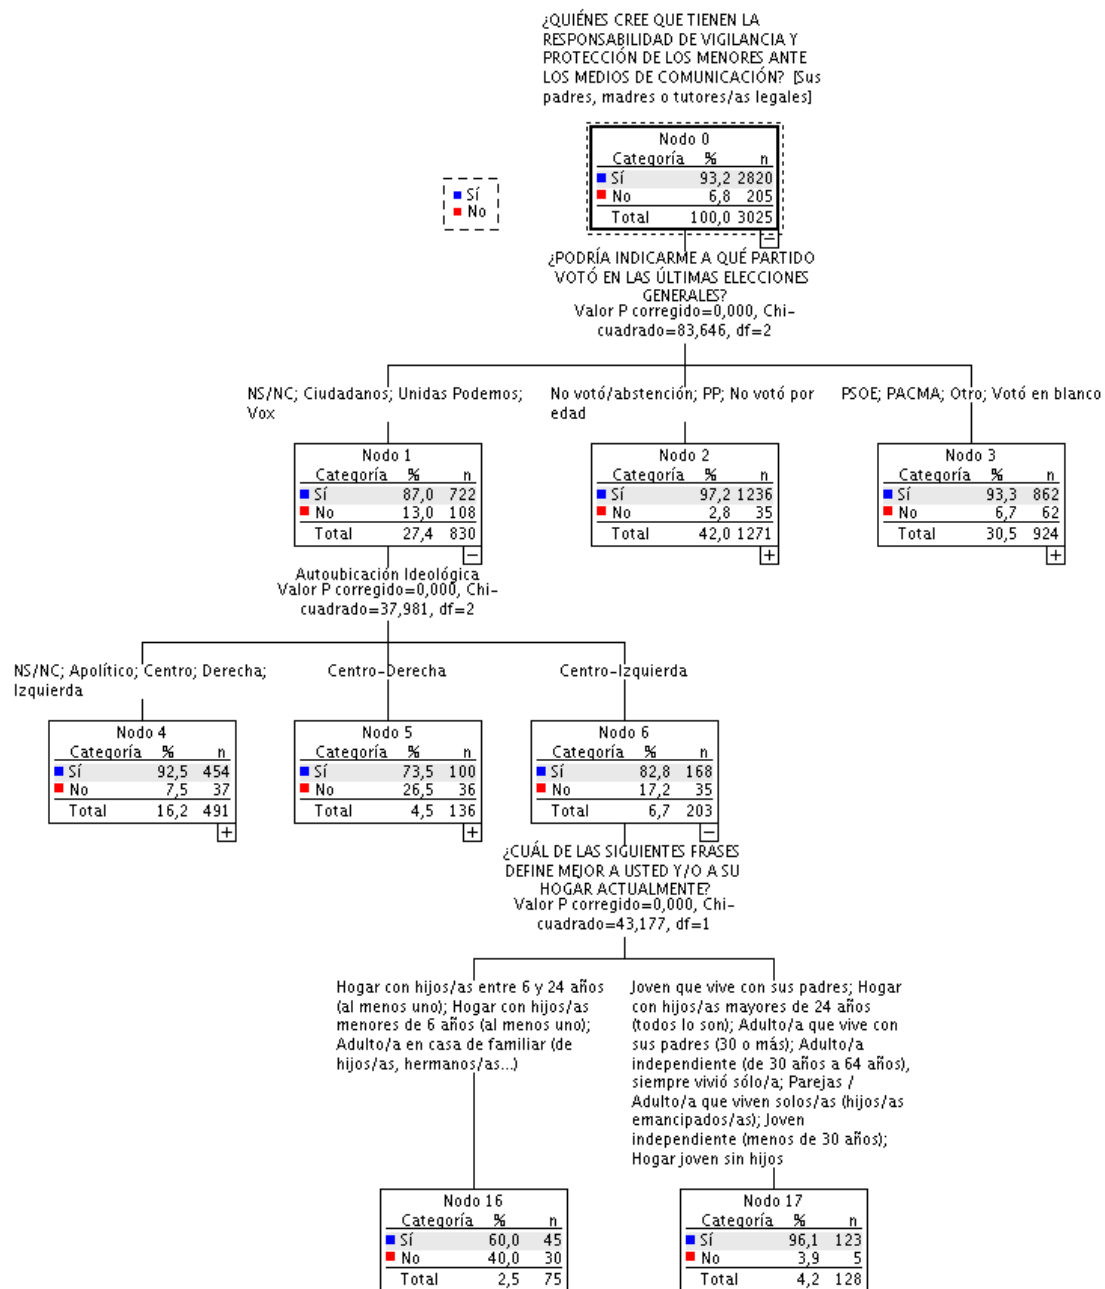 ¿QUIÉNES CREE QUE TIENEN LA
RESPONSABILIDAD DE VIGILANCIA Y
PROTECCIÓN DE LOS MENORES ANTE
LOS MEDIOS DE COMUNICACIÓN? [Sus
padres, madres o tutores/as legales]
Nodo 0
Categoría % n
Sí 93,2 2820
No 6,8 205
Total 100,0 3025
Sí
No
¿PODRÍA INDICARME A QUÉ PARTIDO
VOTÓ EN LAS ÚLTIMAS ELECCIONES
GENERALES?
Valor P corregido=0,000, Chi-
cuadrado=83,646, df=2
NS/NC; Ciudadanos; Unidas Podemos;
Vox
No votó/abstención; PP; No votó por
edad
PSOE; PACMA; Otro; Votó en blanco
Nodo 1
Categoría % n
Sí 87,0 722
No 13,0 108
Total 27,4 830
Nodo 2
Categoría % n
Sí 97,2 1236
No 2,8 35
Total 42,0 1271
Nodo 3
Categoría % n
Sí 93,3 862
No 6,7 62
Total 30,5 924
Autoubicación Ideológica
Valor P corregido=0,000, Chi-
cuadrado=37,981, df=2
NS/NC; Apolítico; Centro; Derecha;
Izquierda
Centro-Derecha
Centro-Izquierda
Nodo 4
Categoría % n
Sí 92,5 454
No 7,5 37
Total 16,2 491
Nodo 5
Categoría % n
Sí 73,5 100
No 26,5 36
Total 4,5 136
Nodo 6
Categoría % n
Sí 82,8 168
No 17,2 35
Total 6,7 203
¿CUÁL DE LAS SIGUIENTES FRASES
DEFINE MEJOR A USTED Y/O A SU
HOGAR ACTUALMENTE?
Valor P corregido=0,000, Chi-
cuadrado=43,177, df=1
Hogar con hijos/as entre 6 y 24 años
(al menos uno); Hogar con hijos/as
menores de 6 años (al menos uno);
Adulto/a en casa de familiar (de
hijos/as, hermanos/as...)
Joven que vive con sus padres; Hogar
con hijos/as mayores de 24 años
(todos lo son); Adulto/a que vive con
sus padres (30 o más); Adulto/a
independiente (de 30 años a 64 años),
siempre vivió sólo/a; Parejas /
Adulto/a que viven solos/as (hijos/as
emancipados/as); Joven
independiente (menos de 30 años);
Hogar joven sin hijos
Nodo 16
Categoría % n
Sí 60,0 45
No 40,0 30
Total 2,5 75
Nodo 17
Categoría % n
Sí 96,1 123
No 3,9 5
Total 4,2 128